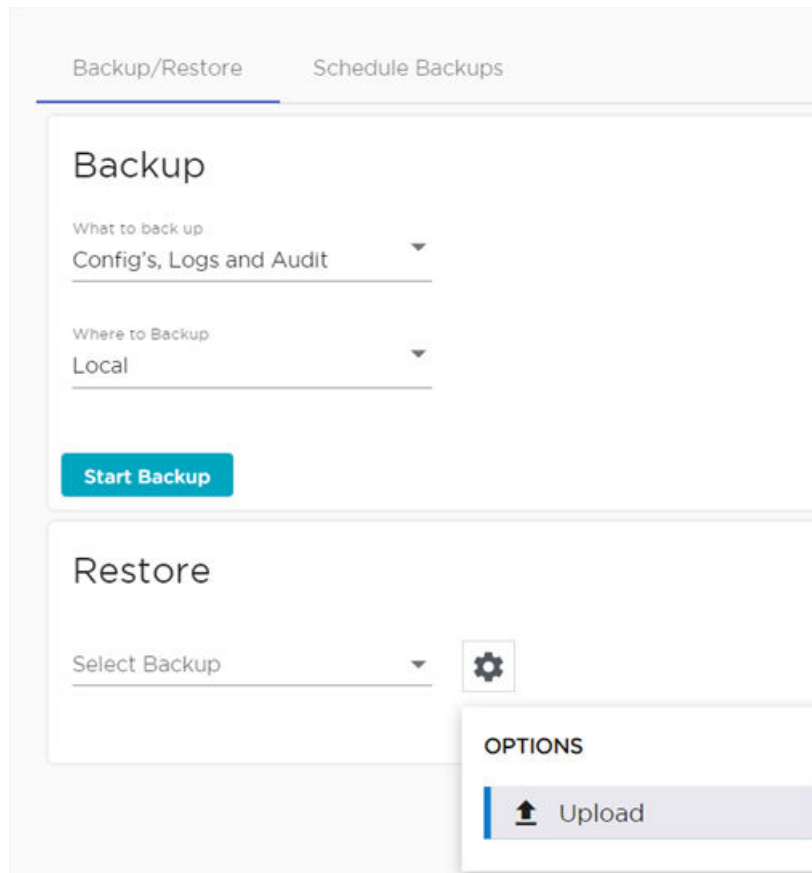 Backup/Restore Schedule Backups
Backup
What to back up
Config's, Logs and Audit
Where to Backup
Local
Start Backup
Restore
Select Backup
OPTIONS
Upload